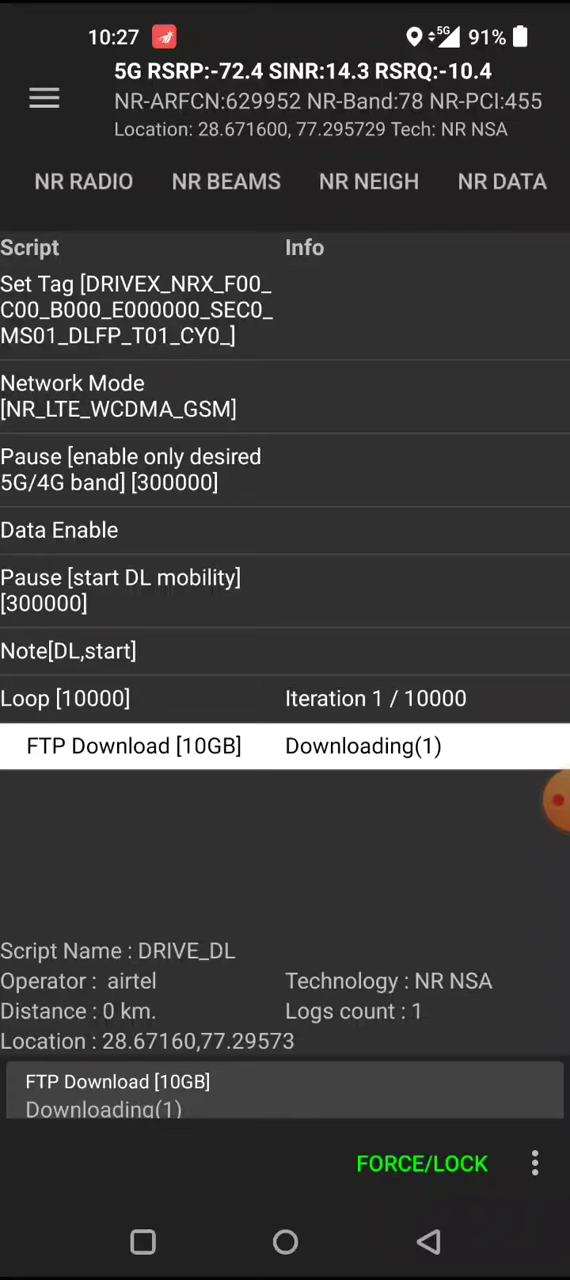 10:27 5G 91%
5G RSRP:-72.4 SINR:14.3 RSRQ:-10.4
NR-ARFCN:629952 NR-Band:78 NR-PCI:455
Location: 28.671600, 77.295729 Tech: NR NSA
NR RADIO NR BEAMS NR NEIGH NR DATA
Script Info
Set Tag [DRIVEX_NRX_F00_
C00_B000_E000000_SEC0_
MS01_DLFP_T01_CY0_]
Network Mode
[NR_LTE_WCDMA_GSM]
Pause [enable only desired
5G/4G band] [300000]
Data Enable
Pause [start DL mobility]
[300000]
Note[DL,start]
Loop [10000] Iteration 1 / 10000
FTP Download [10GB] Downloading(1)
Script Name : DRIVE_DL
Operator : airtel Technology : NR NSA
Distance : 0 km. Logs count : 1
Location : 28.67160,77.29573
FTP Download [10GB]
Downloading(1)
FORCE/LOCK